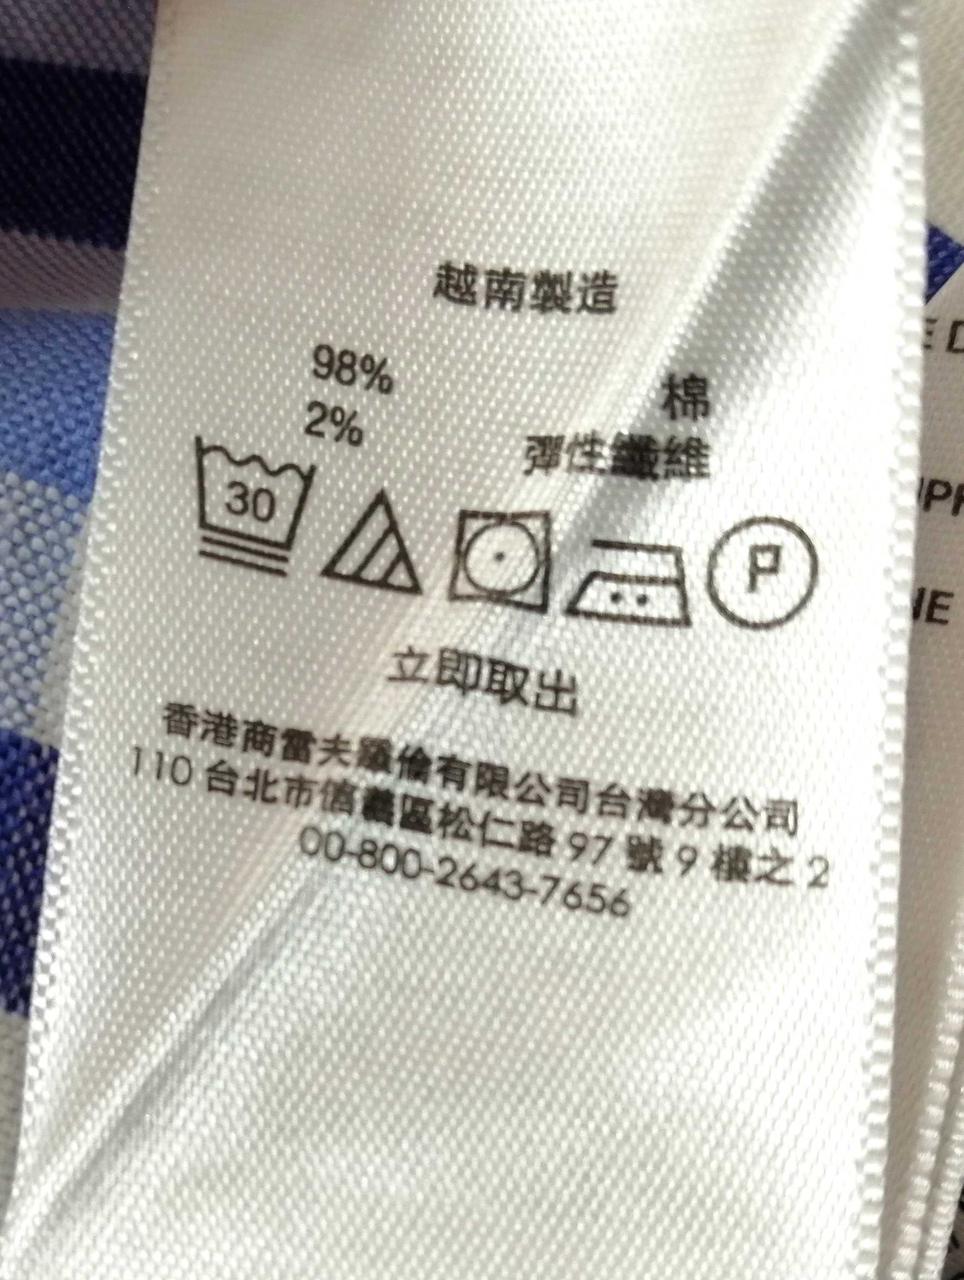 越南製造
98% 棉
2% 彈性纖維
30
P
立即取出
香港商雷夫羅倫有限公司台灣分公司
110 台北市信義區松仁路 97 號 9 樓之 2
00-800-2643-7656